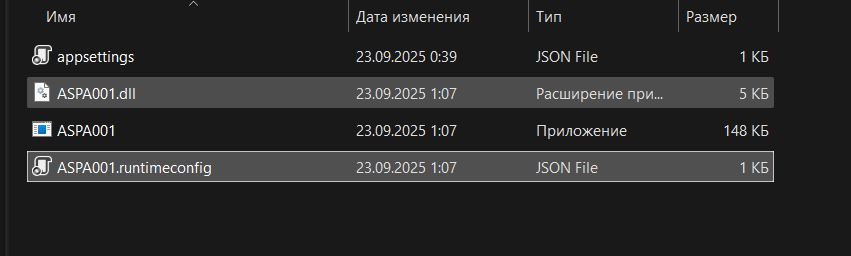 Имя Дата изменения Тип Размер
appsettings 23.09.2025 0:39 JSON File 1 КБ
ASPA001.dll 23.09.2025 1:07 Расширение при... 5 КБ
ASPA001 23.09.2025 1:07 Приложение 148 КБ
ASPA001.runtimeconfig 23.09.2025 1:07 JSON File 1 КБ